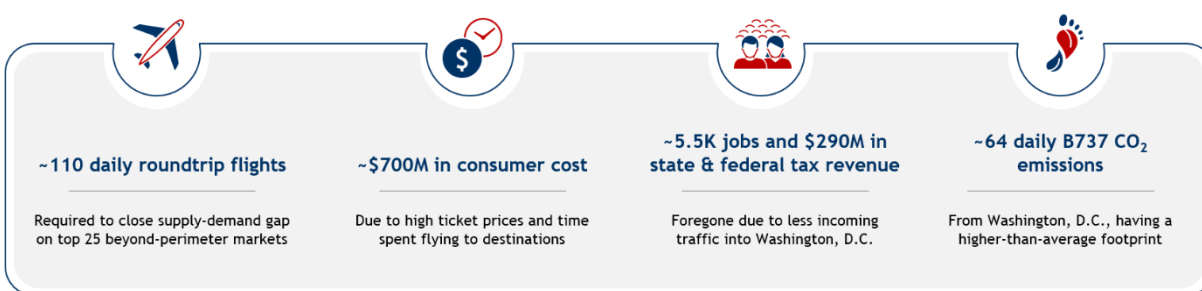 $
~110 daily roundtrip flights
Required to close supply-demand gap
on top 25 beyond-perimeter markets
~$700M in consumer cost
Due to high ticket prices and time
spent flying to destinations
~5.5K jobs and $290M in
state & federal tax revenue
Foregone due to less incoming
traffic into Washington, D.C.
~64 daily B737 CO₂
emissions
From Washington, D.C., having a
higher-than-average footprint